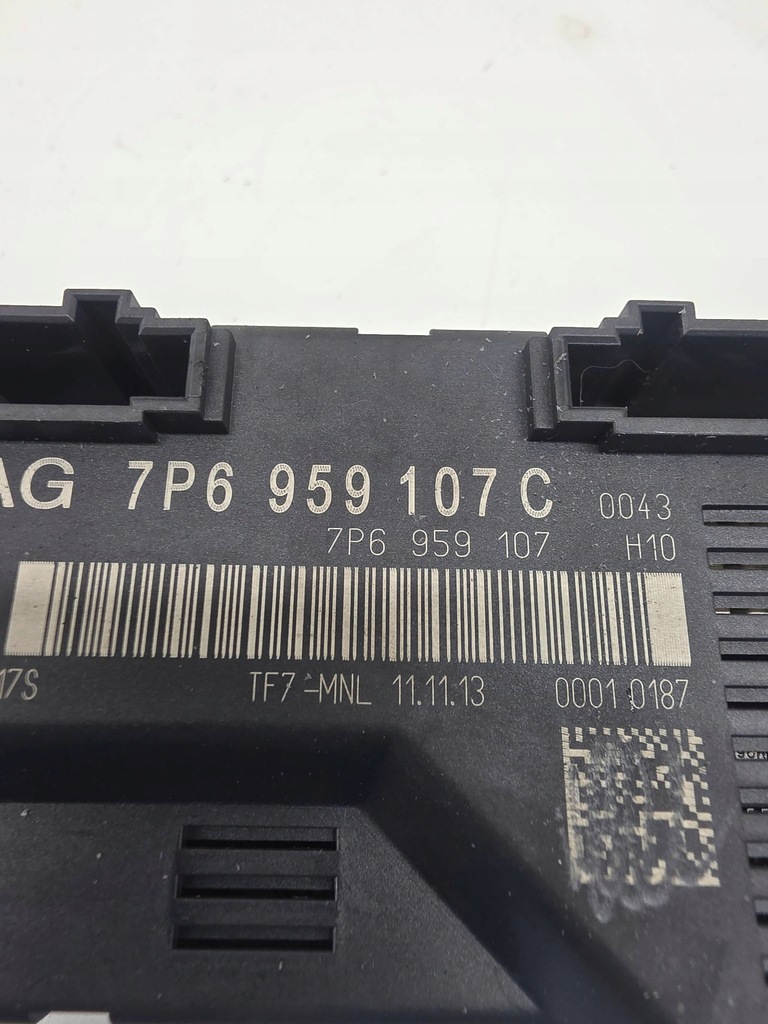 AG 7P6 959 107 C 0043
7P6 959 107 H10
17S TF7-MNL 11.11.13 0001 0187